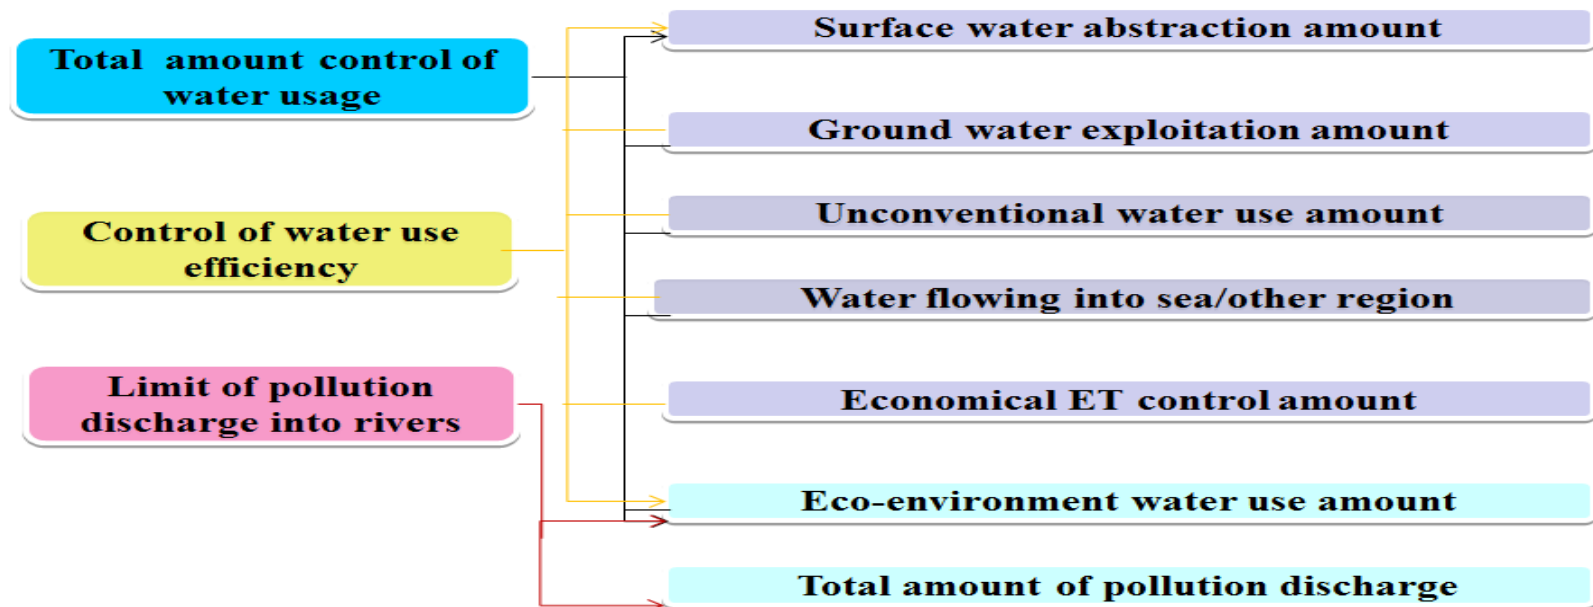 Total amount control of
water usage
Control of water use
efficiency
Limit of pollution
discharge into rivers
Surface water abstraction amount
Ground water exploitation amount
Unconventional water use amount
Water flowing into sea/other region
Economical ET control amount
Eco-environment water use amount
Total amount of pollution discharge